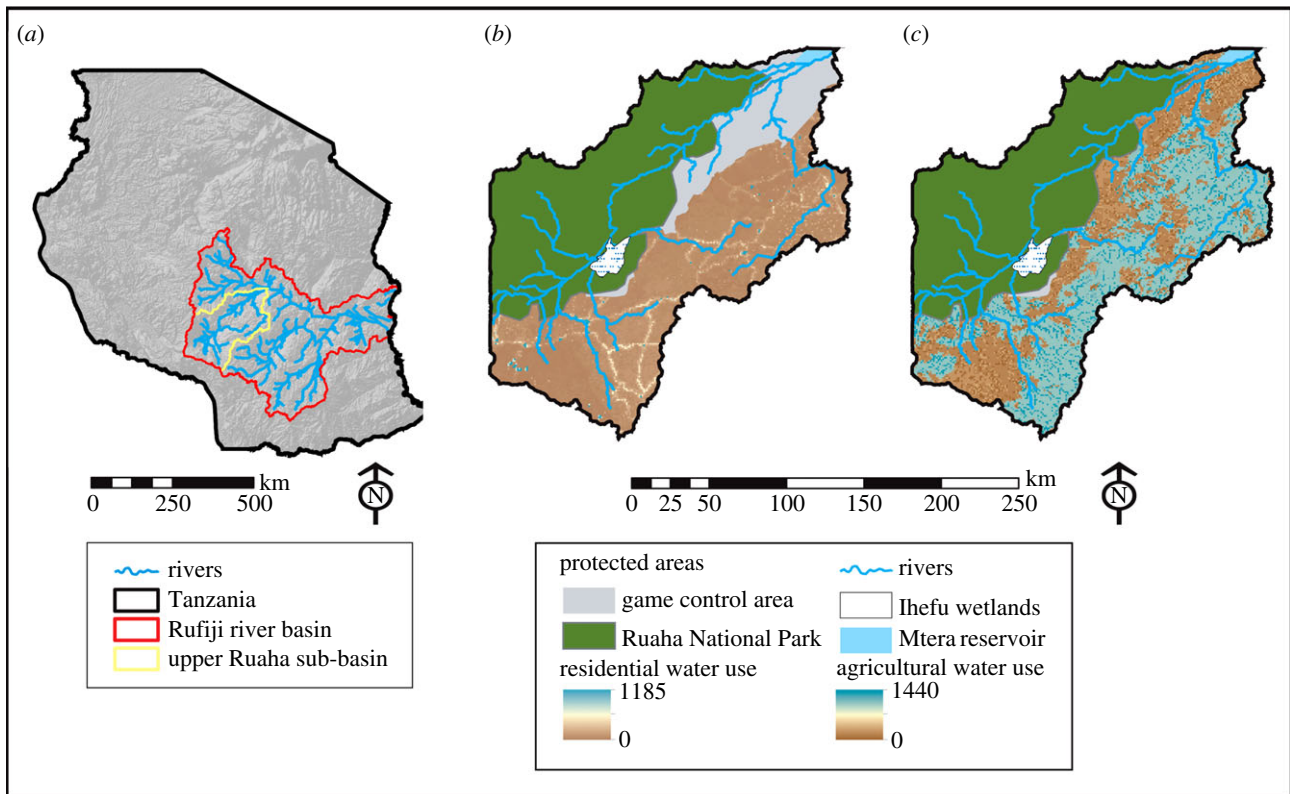 (a)
(b)
(c)
km
0 250 500
N
km
0 25 50 100 150 200 250
N
rivers
Tanzania
Rufiji river basin
upper Ruaha sub-basin
protected areas
game control area
Ruaha National Park
residential water use
1185
0
rivers
Ihefu wetlands
Mtera reservoir
agricultural water use
1440
0